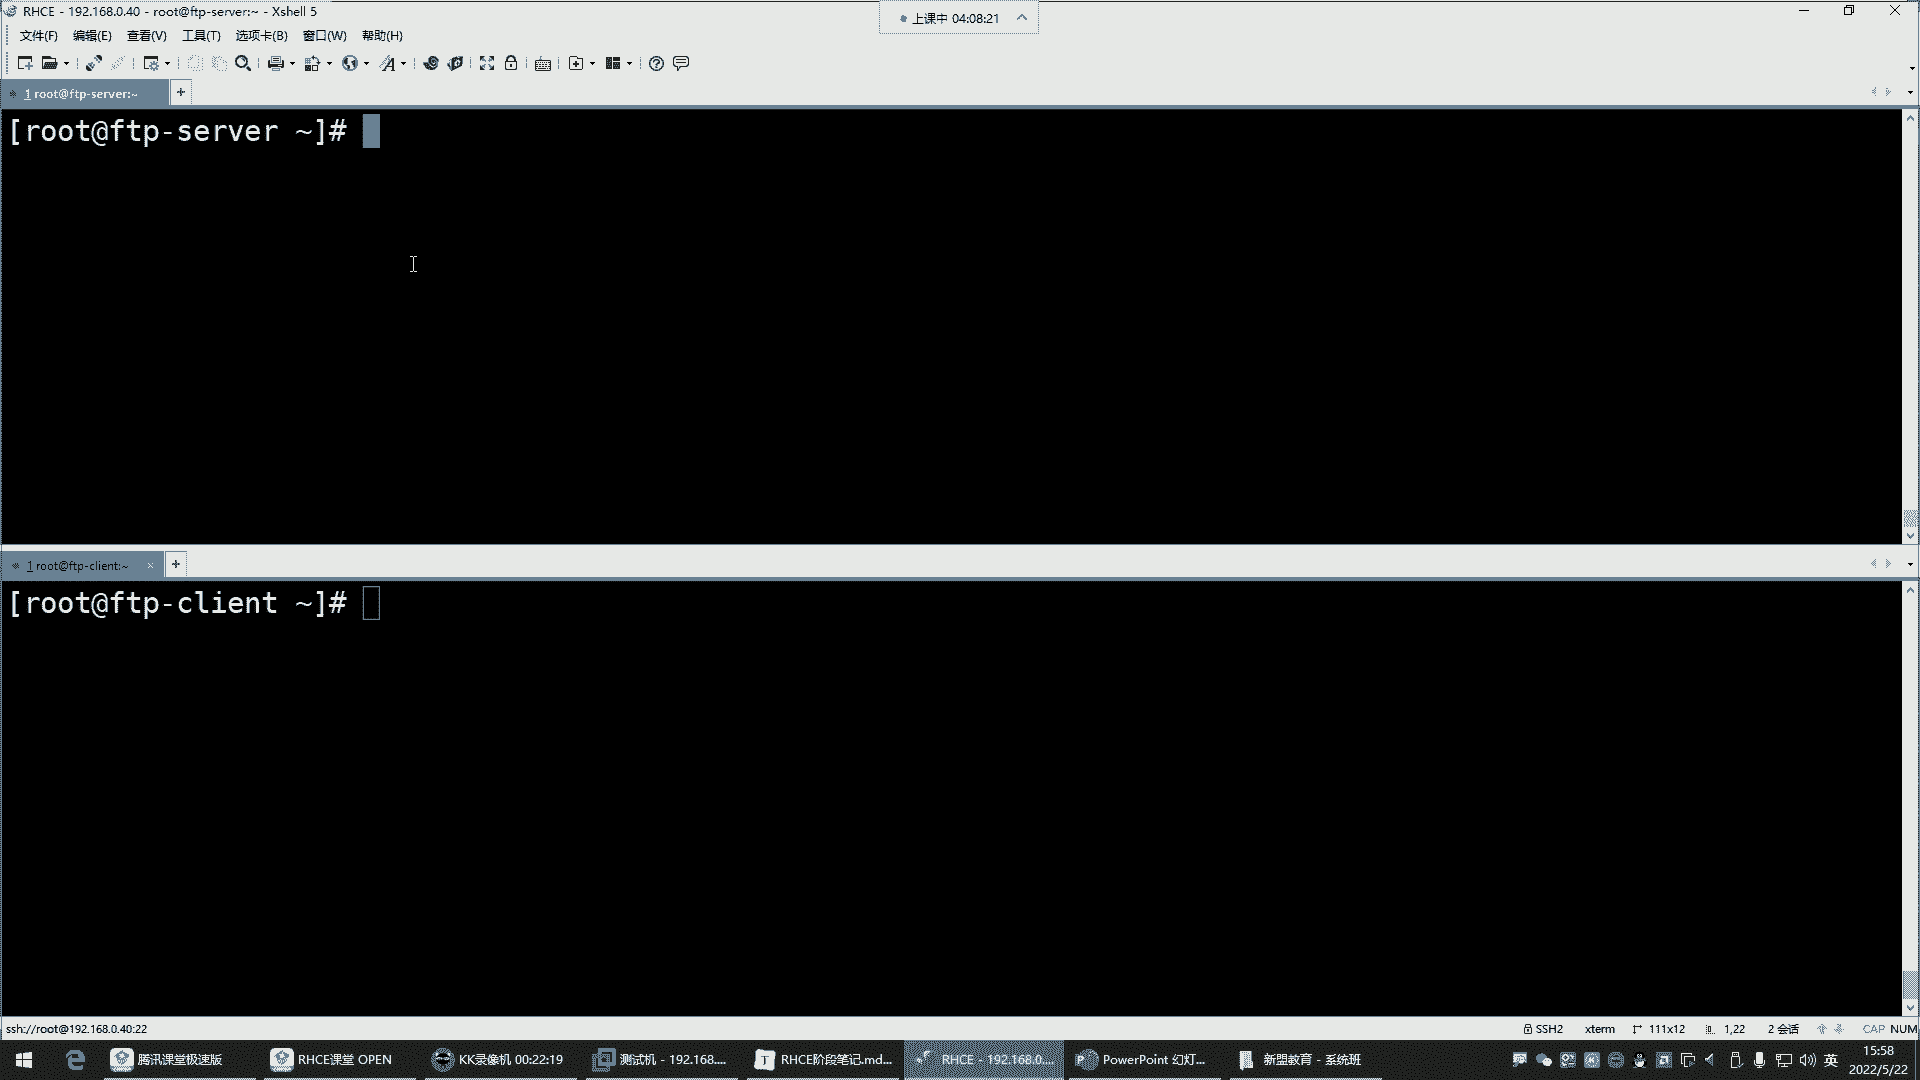 RHCE - 192.168.0.40 - root@ftp-server:~ - Xshell 5
上课中 04:08:21
文件(F) 编辑(E) 查看(V) 工具(T) 选项卡(B) 窗口(W) 帮助(H)
1 root@ftp-server:~
[root@ftp-server ~]#
1 root@ftp-client:~
[root@ftp-client ~]#
ssh://root@192.168.0.40:22 SSH2 xterm 111x12 1,22 2 会话 CAP NUM
腾讯课堂极速版 RHCE课堂 OPEN KK录像机 00:22:19 测试机 - 192.168.... RHCE阶段笔记.md... RHCE - 192.168.0.... PowerPoint 幻灯... 新盟教育 - 系统班 英 15:58
2022/5/22